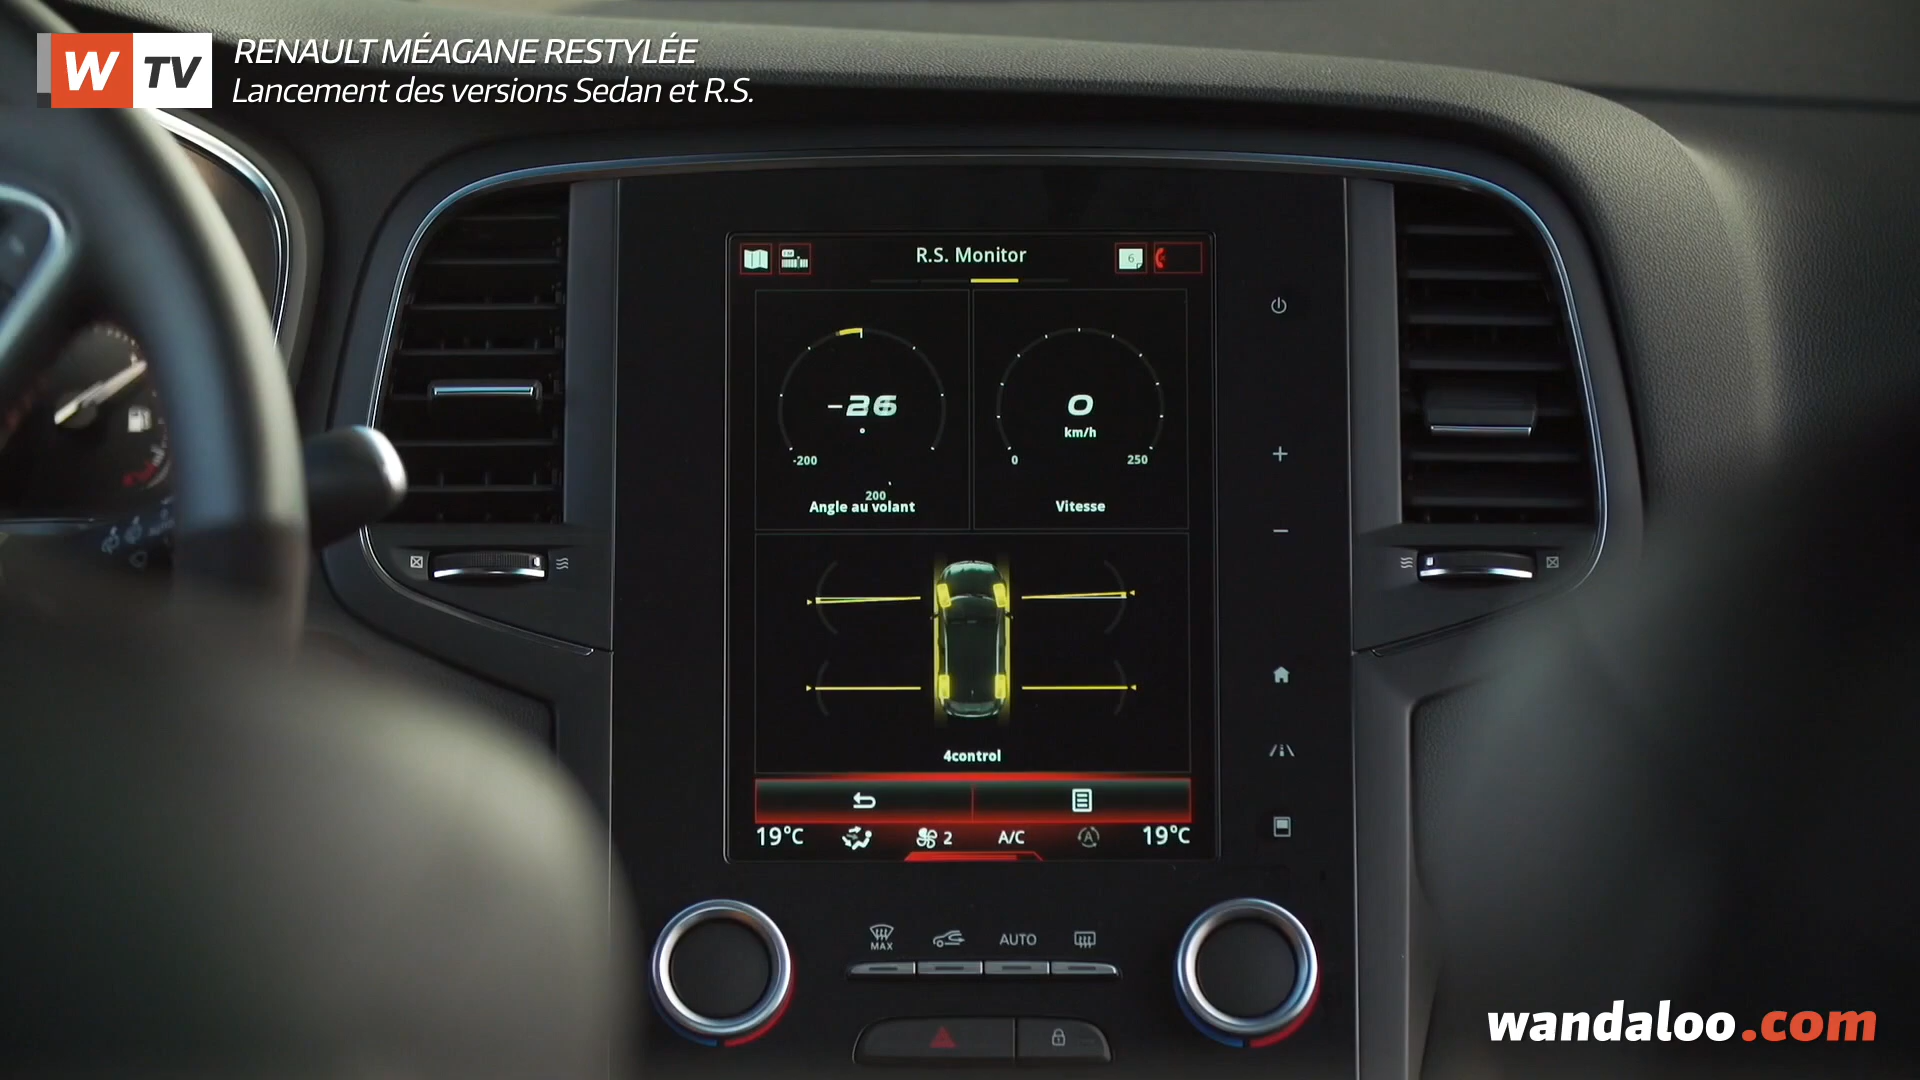 W TV
RENAULT MÉAGANE RESTYLÉE
Lancement des versions Sedan et R.S.
R.S. Monitor
6
-26
°
-200
200
Angle au volant
0
km/h
0
250
Vitesse
4control
19°C
2
A/C
A
19°C
MAX
AUTO
wandaloo.com